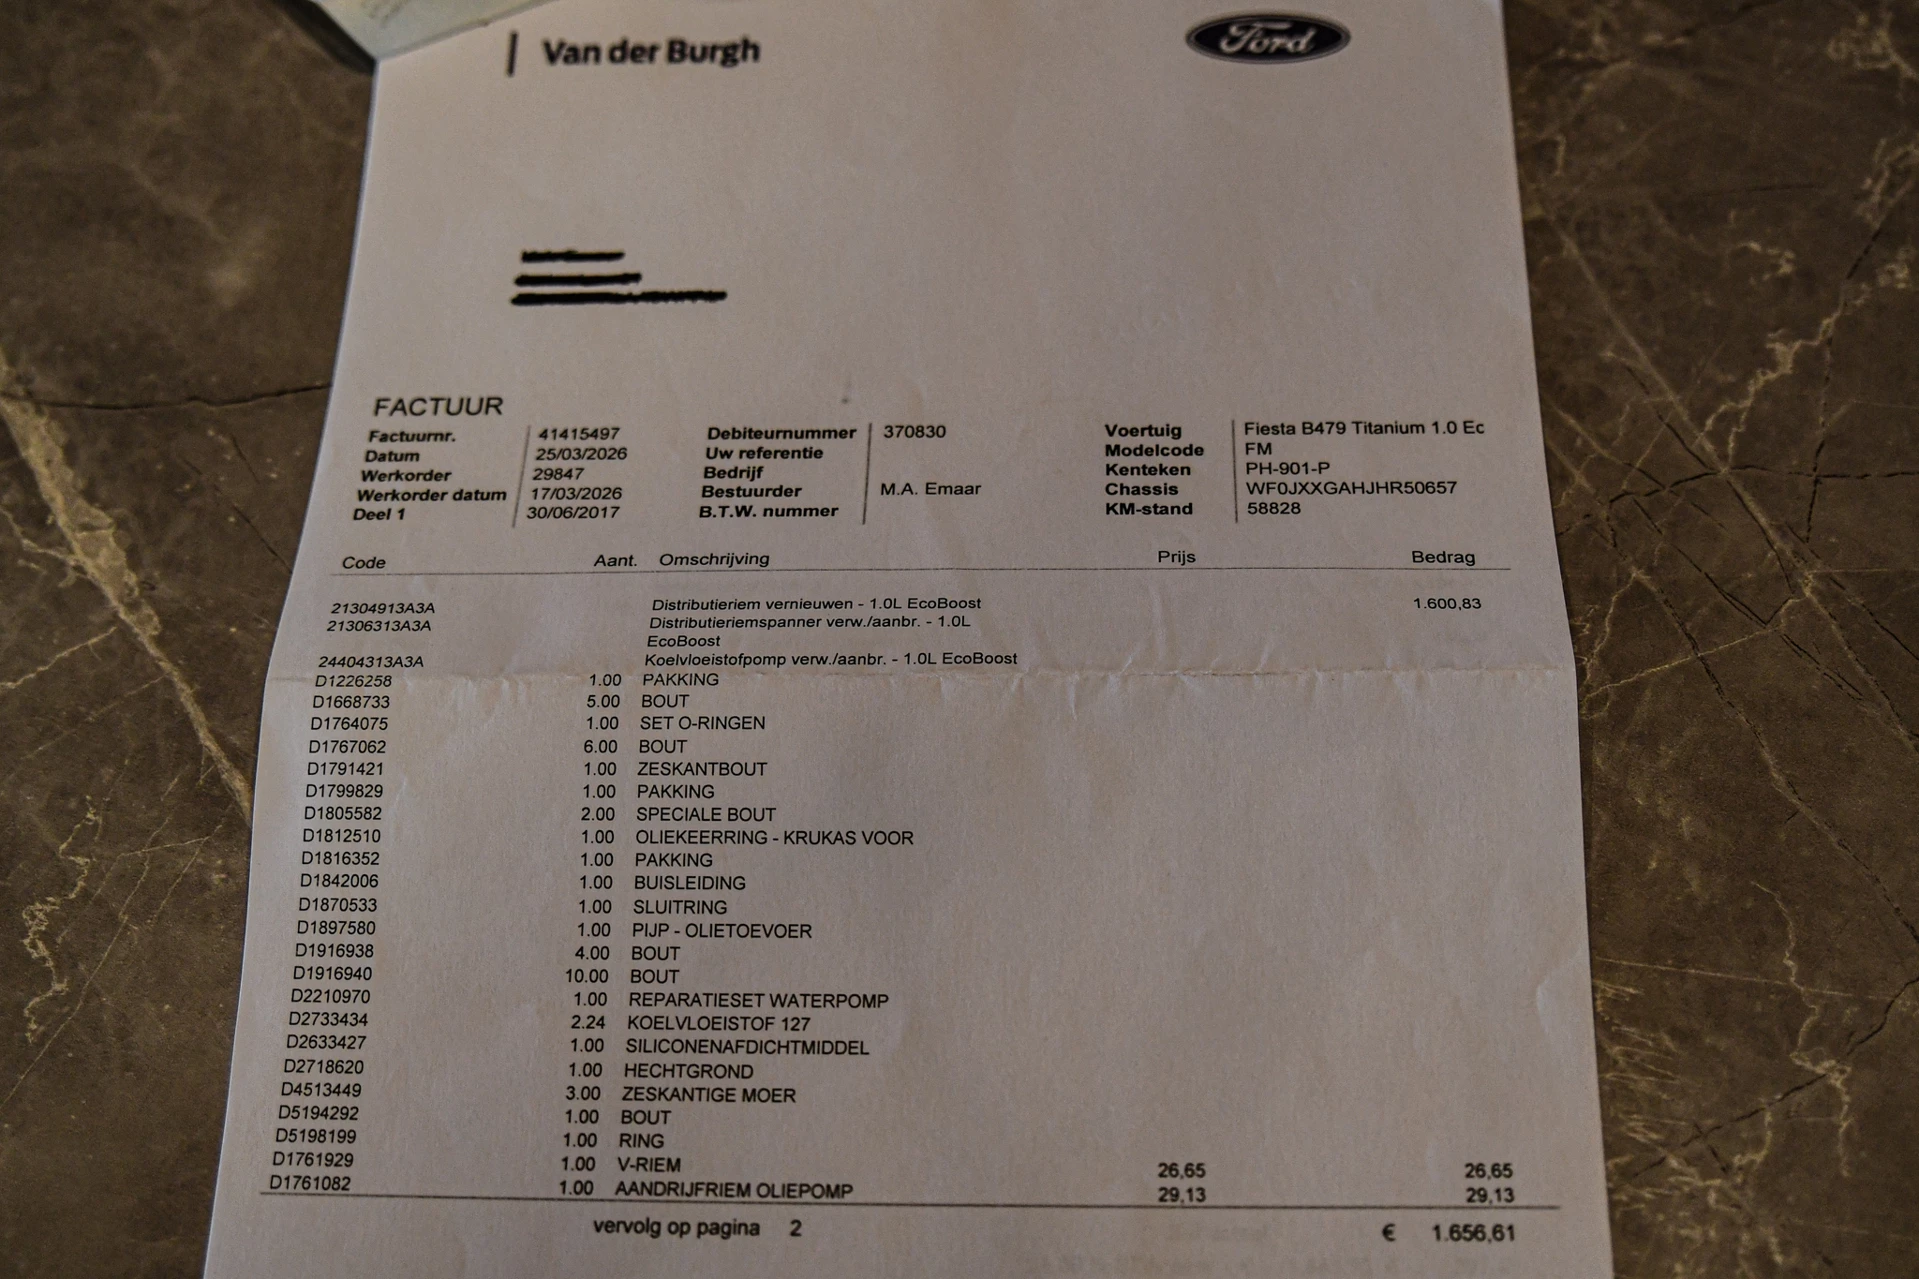 Van der Burgh
Ford
FACTUUR
Factuurnr. 41415497 Debiteurnummer 370830 Voertuig Fiesta B479 Titanium 1.0 Ec
Datum 25/03/2026 Uw referentie Modelcode FM
Werkorder 29847 Bedrijf Kenteken PH-901-P
Werkorder datum 17/03/2026 Bestuurder M.A. Emaar Chassis WF0JXXGAHJHR50657
Deel 1 30/06/2017 B.T.W. nummer KM-stand 58828
Code Aant. Omschrijving Prijs Bedrag
21304913A3A Distributieriem vernieuwen - 1.0L EcoBoost 1.600,83
21306313A3A Distributieriemspanner verw./aanbr. - 1.0L
EcoBoost
24404313A3A Koelvloeistofpomp verw./aanbr. - 1.0L EcoBoost
D1226258 1.00 PAKKING
D1668733 5.00 BOUT
D1764075 1.00 SET O-RINGEN
D1767062 6.00 BOUT
D1791421 1.00 ZESKANTBOUT
D1799829 1.00 PAKKING
D1805582 2.00 SPECIALE BOUT
D1812510 1.00 OLIEKEERRING - KRUKAS VOOR
D1816352 1.00 PAKKING
D1842006 1.00 BUISLEIDING
D1870533 1.00 SLUITRING
D1897580 1.00 PIJP - OLIETOEVOER
D1916938 4.00 BOUT
D1916940 10.00 BOUT
D2210970 1.00 REPARATIESET WATERPOMP
D2733434 2.24 KOELVLOEISTOF 127
D2633427 1.00 SILICONENAFDICHTMIDDEL
D2718620 1.00 HECHTGROND
D4513449 3.00 ZESKANTIGE MOER
D5194292 1.00 BOUT
D5198199 1.00 RING
D1761929 1.00 V-RIEM 26,65 26,65
D1761082 1.00 AANDRIJFRIEM OLIEPOMP 29,13 29,13
vervolg op pagina 2 € 1.656,61